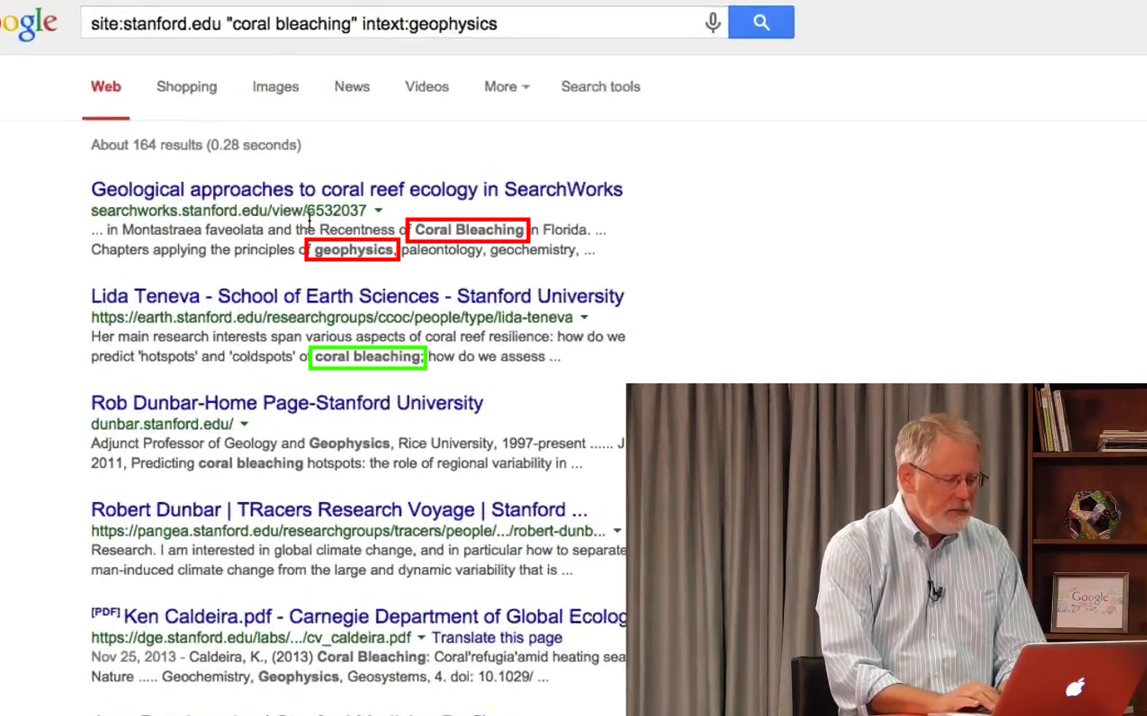 ogle
site:stanford.edu "coral bleaching" intext:geophysics
Web Shopping Images News Videos More Search tools
About 164 results (0.28 seconds)
Geological approaches to coral reef ecology in SearchWorks
searchworks.stanford.edu/view/6532037
... in Montastraea faveolata and the Recentness of Coral Bleaching in Florida. ...
Chapters applying the principles of geophysics, paleontology, geochemistry, ...
Lida Teneva - School of Earth Sciences - Stanford University
https://earth.stanford.edu/researchgroups/ccoc/people/type/lida-teneva
Her main research interests span various aspects of coral reef resilience: how do we
predict 'hotspots' and 'coldspots' of coral bleaching; how do we assess ...
Rob Dunbar-Home Page-Stanford University
dunbar.stanford.edu/
Adjunct Professor of Geology and Geophysics, Rice University, 1997-present ...... J
2011, Predicting coral bleaching hotspots: the role of regional variability in ...
Robert Dunbar | TRacers Research Voyage | Stanford ...
https://pangea.stanford.edu/researchgroups/tracers/people/.../robert-dunb...
Research. I am interested in global climate change, and in particular how to separate
man-induced climate change from the large and dynamic variability that is ...
[PDF] Ken Caldeira.pdf - Carnegie Department of Global Ecolog
https://dge.stanford.edu/labs/.../cv_caldeira.pdf Translate this page
Nov 25, 2013 - Caldeira, K., (2013) Coral Bleaching: Coral'refugia'amid heating sea
Nature ..... Geochemistry, Geophysics, Geosystems, 4. doi: 10.1029/ ...
Google